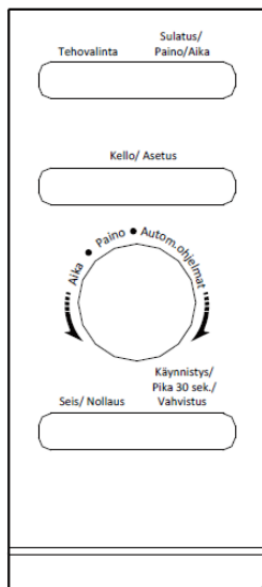 Tehovalinta
Sulatus/
Paino/Aika
Kello/ Asetus
Aika ● Paino ● Autom.ohjelmat
Seis/ Nollaus
Käynnistys/
Pika 30 sek./
Vahvistus